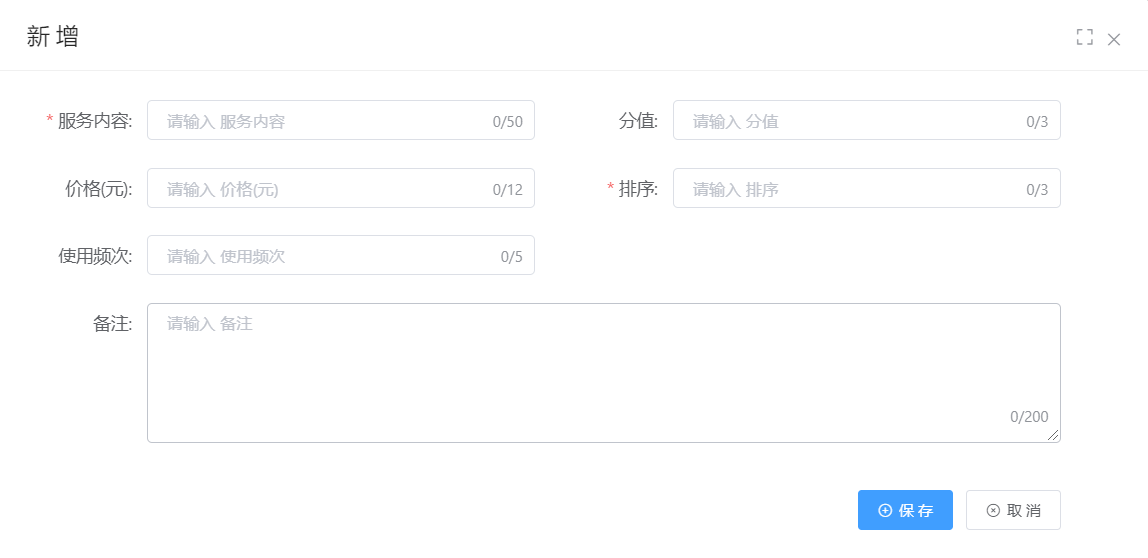 新增
* 服务内容: 请输入 服务内容 0/50 分值: 请输入 分值 0/3
价格(元): 请输入 价格(元) 0/12 * 排序: 请输入 排序 0/3
使用频次: 请输入 使用频次 0/5
备注: 请输入 备注
0/200
保存 取消